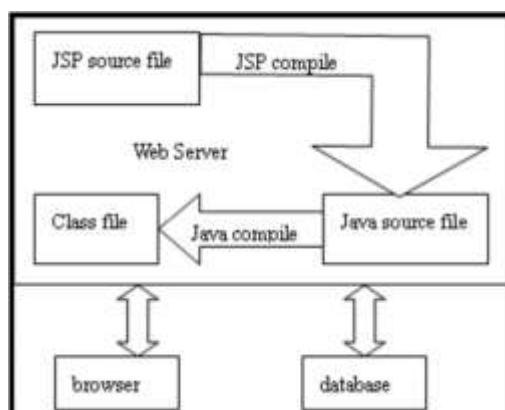 JSP source file
JSP compile
Web Server
Class file
Java compile
Java source file
browser
database